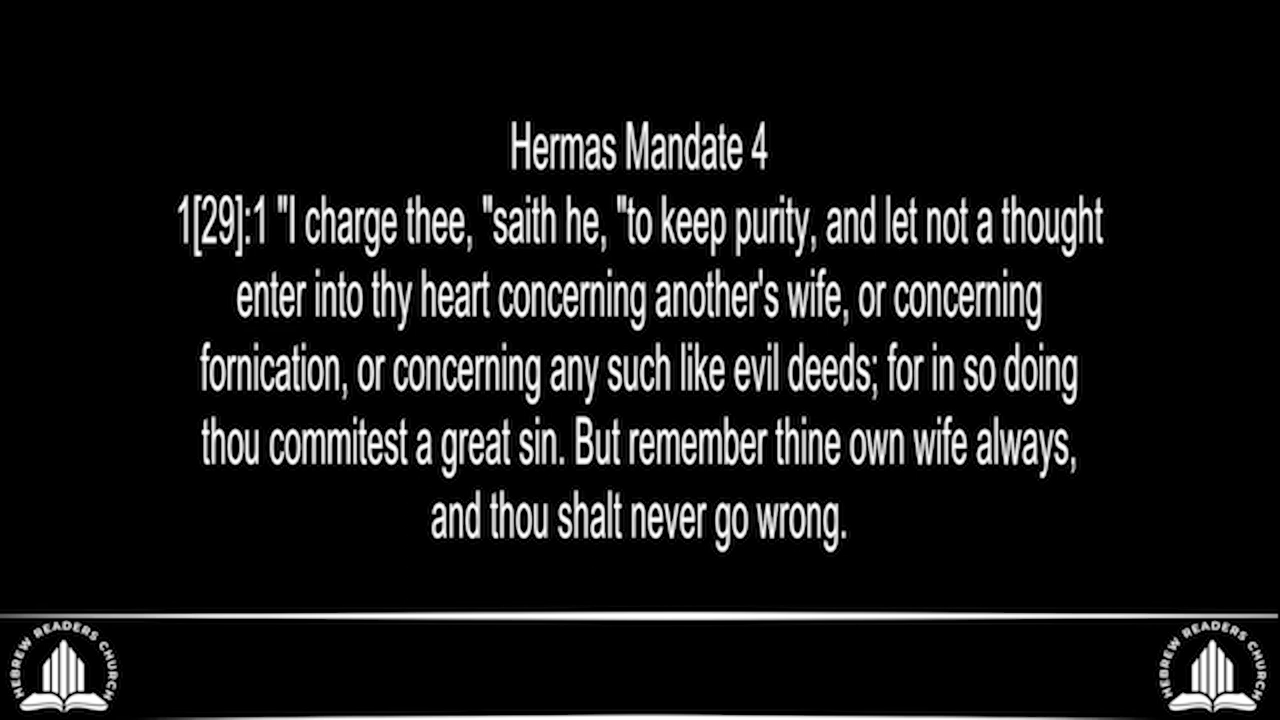 Hermas Mandate 4
1[29]:1 "I charge thee, "saith he, "to keep purity, and let not a thought
enter into thy heart concerning another's wife, or concerning
fornication, or concerning any such like evil deeds; for in so doing
thou commitest a great sin. But remember thine own wife always,
and thou shalt never go wrong.
HEBREW READERS CHURCH
HEBREW READERS CHURCH